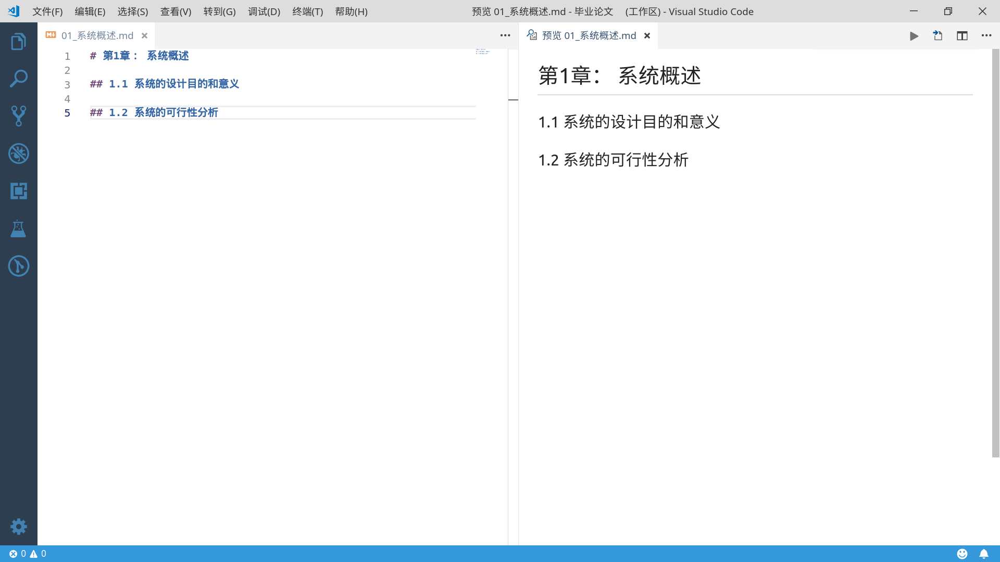 文件(F) 编辑(E) 选择(S) 查看(V) 转到(G) 调试(D) 终端(T) 帮助(H) 预览 01_系统概述.md - 毕业论文 (工作区) - Visual Studio Code
01_系统概述.md
1 # 第1章： 系统概述
2
3 ## 1.1 系统的设计目的和意义
4
5 ## 1.2 系统的可行性分析
预览 01_系统概述.md
第1章： 系统概述
1.1 系统的设计目的和意义
1.2 系统的可行性分析
0 0